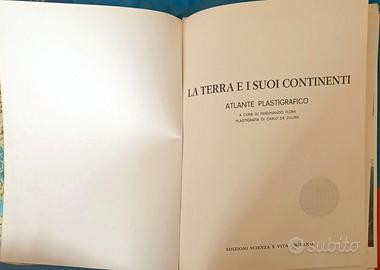 LA TERRA E I SUOI CONTINENTI
ATLANTE PLASTIGRAFICO
A CURA DI FERDINANDO FLORA
PLASTIGRAFIA DI CARLO DE ZULIAN
EDIZIONI SCIENZA E VITA - MILANO
subito